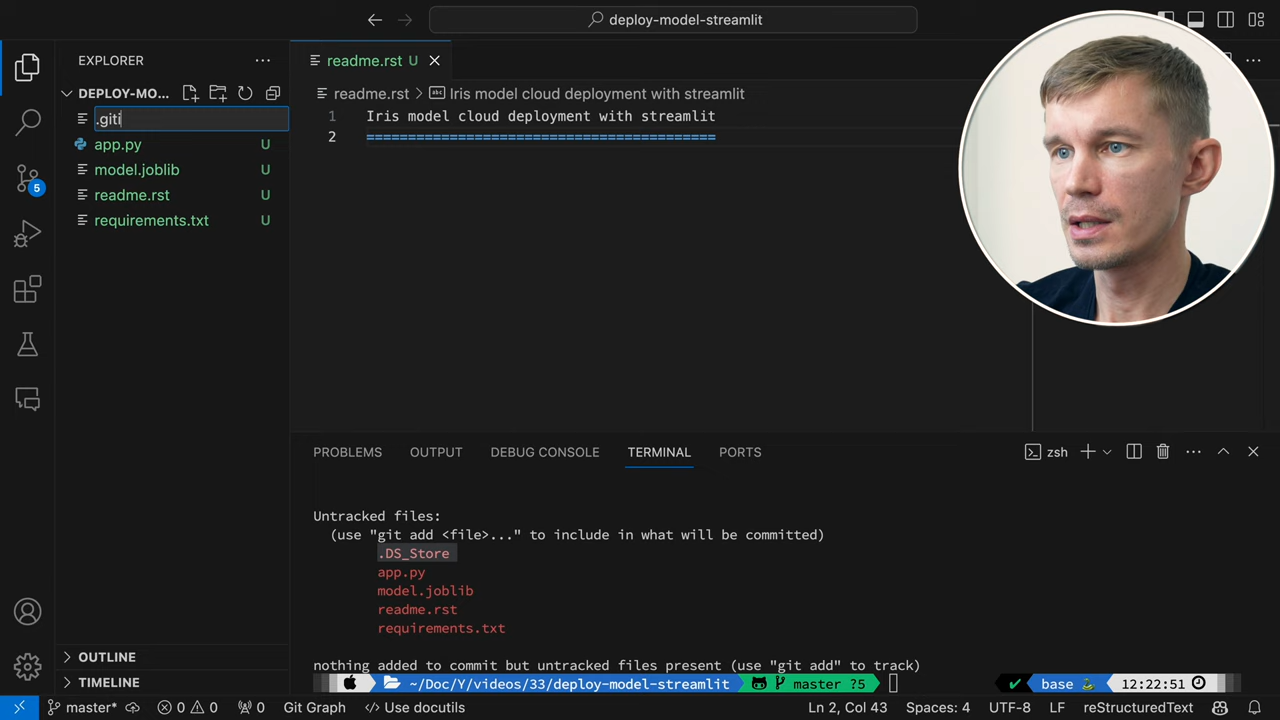 deploy-model-streamlit
EXPLORER
readme.rst U
DEPLOY-MO...
readme.rst > Iris model cloud deployment with streamlit
.giti
1 Iris model cloud deployment with streamlit
2 ==========================================
app.py U
model.joblib U
5
readme.rst U
requirements.txt U
PROBLEMS OUTPUT DEBUG CONSOLE TERMINAL PORTS
zsh
Untracked files:
(use "git add <file>..." to include in what will be committed)
.DS_Store
app.py
model.joblib
readme.rst
requirements.txt
nothing added to commit but untracked files present (use "git add" to track)
~/Doc/Y/videos/33/deploy-model-streamlit master ?5 base 12:22:51
OUTLINE
TIMELINE
master* 0 0 0 Git Graph Use docutils Ln 2, Col 43 Spaces: 4 UTF-8 LF reStructuredText